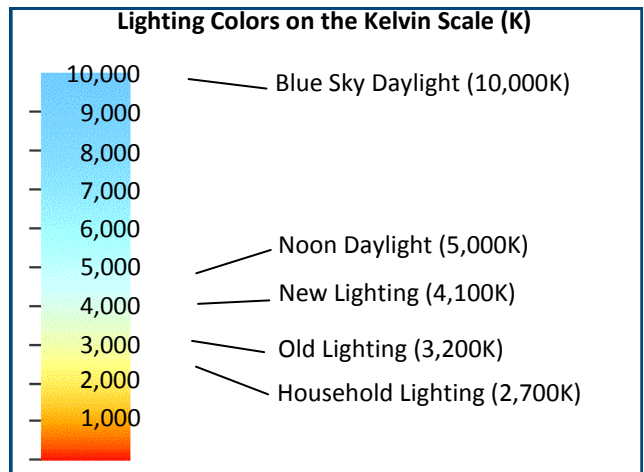 Lighting Colors on the Kelvin Scale (K)
10,000
Blue Sky Daylight (10,000K)
9,000
8,000
7,000
6,000
Noon Daylight (5,000K)
5,000
New Lighting (4,100K)
4,000
3,000
Old Lighting (3,200K)
2,000
Household Lighting (2,700K)
1,000